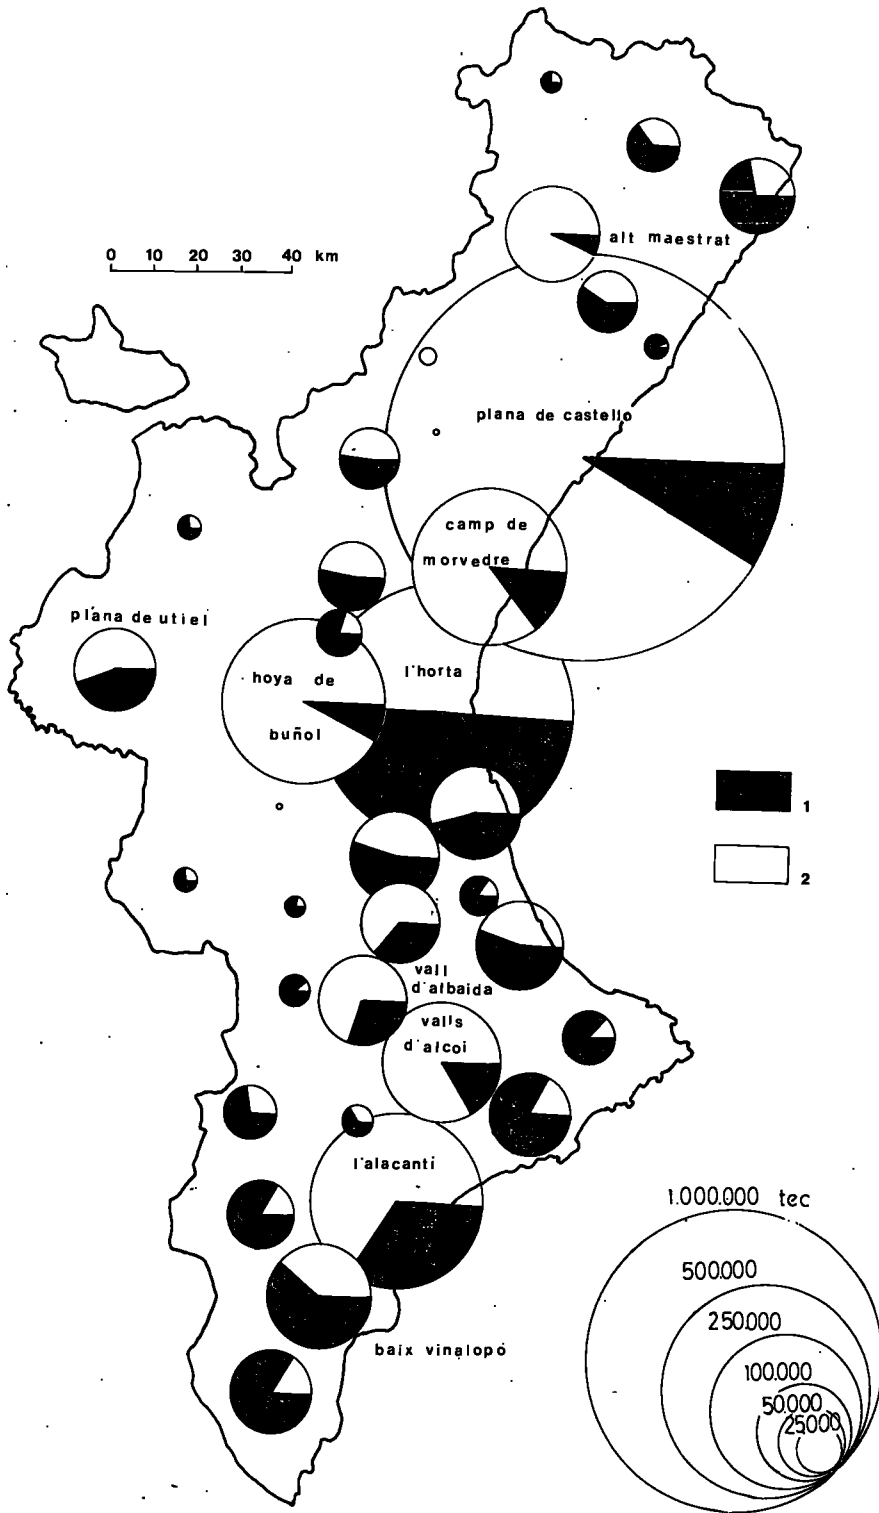 alt maestrat
0 10 20 30 40 km
plana de castello
camp de
morvedre
plana de utiel
l'horta
hoya de
buñol
1
2
vall
d'albaida
valls
d'alcoi
l'alacantí
1.000.000 tec
500.000
250.000
baix vinalopó
100.000
50.000
25.000